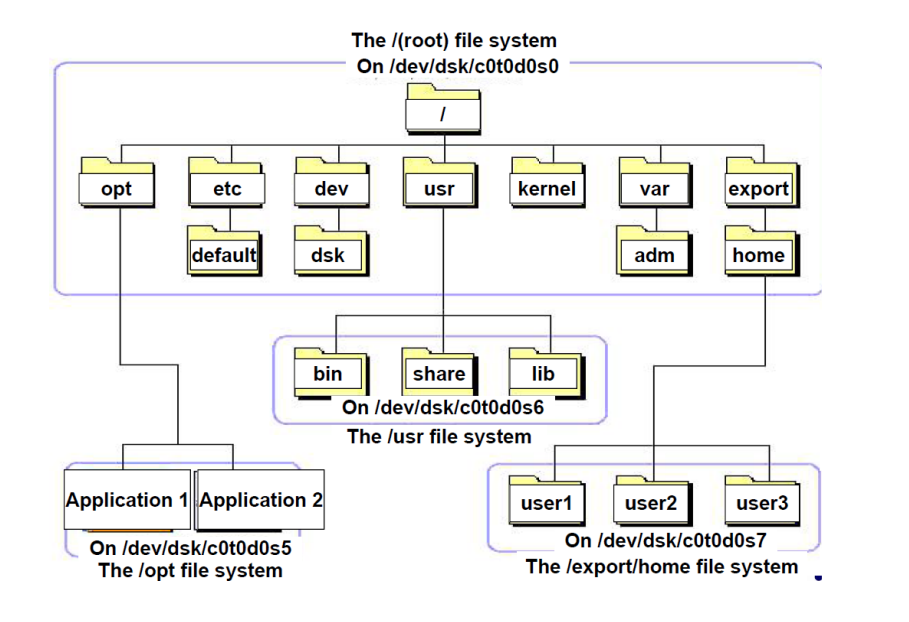 The /(root) file system
On /dev/dsk/c0t0d0s0
/
opt
etc
dev
usr
kernel
var
export
default
dsk
adm
home
bin
share
lib
On /dev/dsk/c0t0d0s6
The /usr file system
Application 1
Application 2
On /dev/dsk/c0t0d0s5
The /opt file system
user1
user2
user3
On /dev/dsk/c0t0d0s7
The /export/home file system